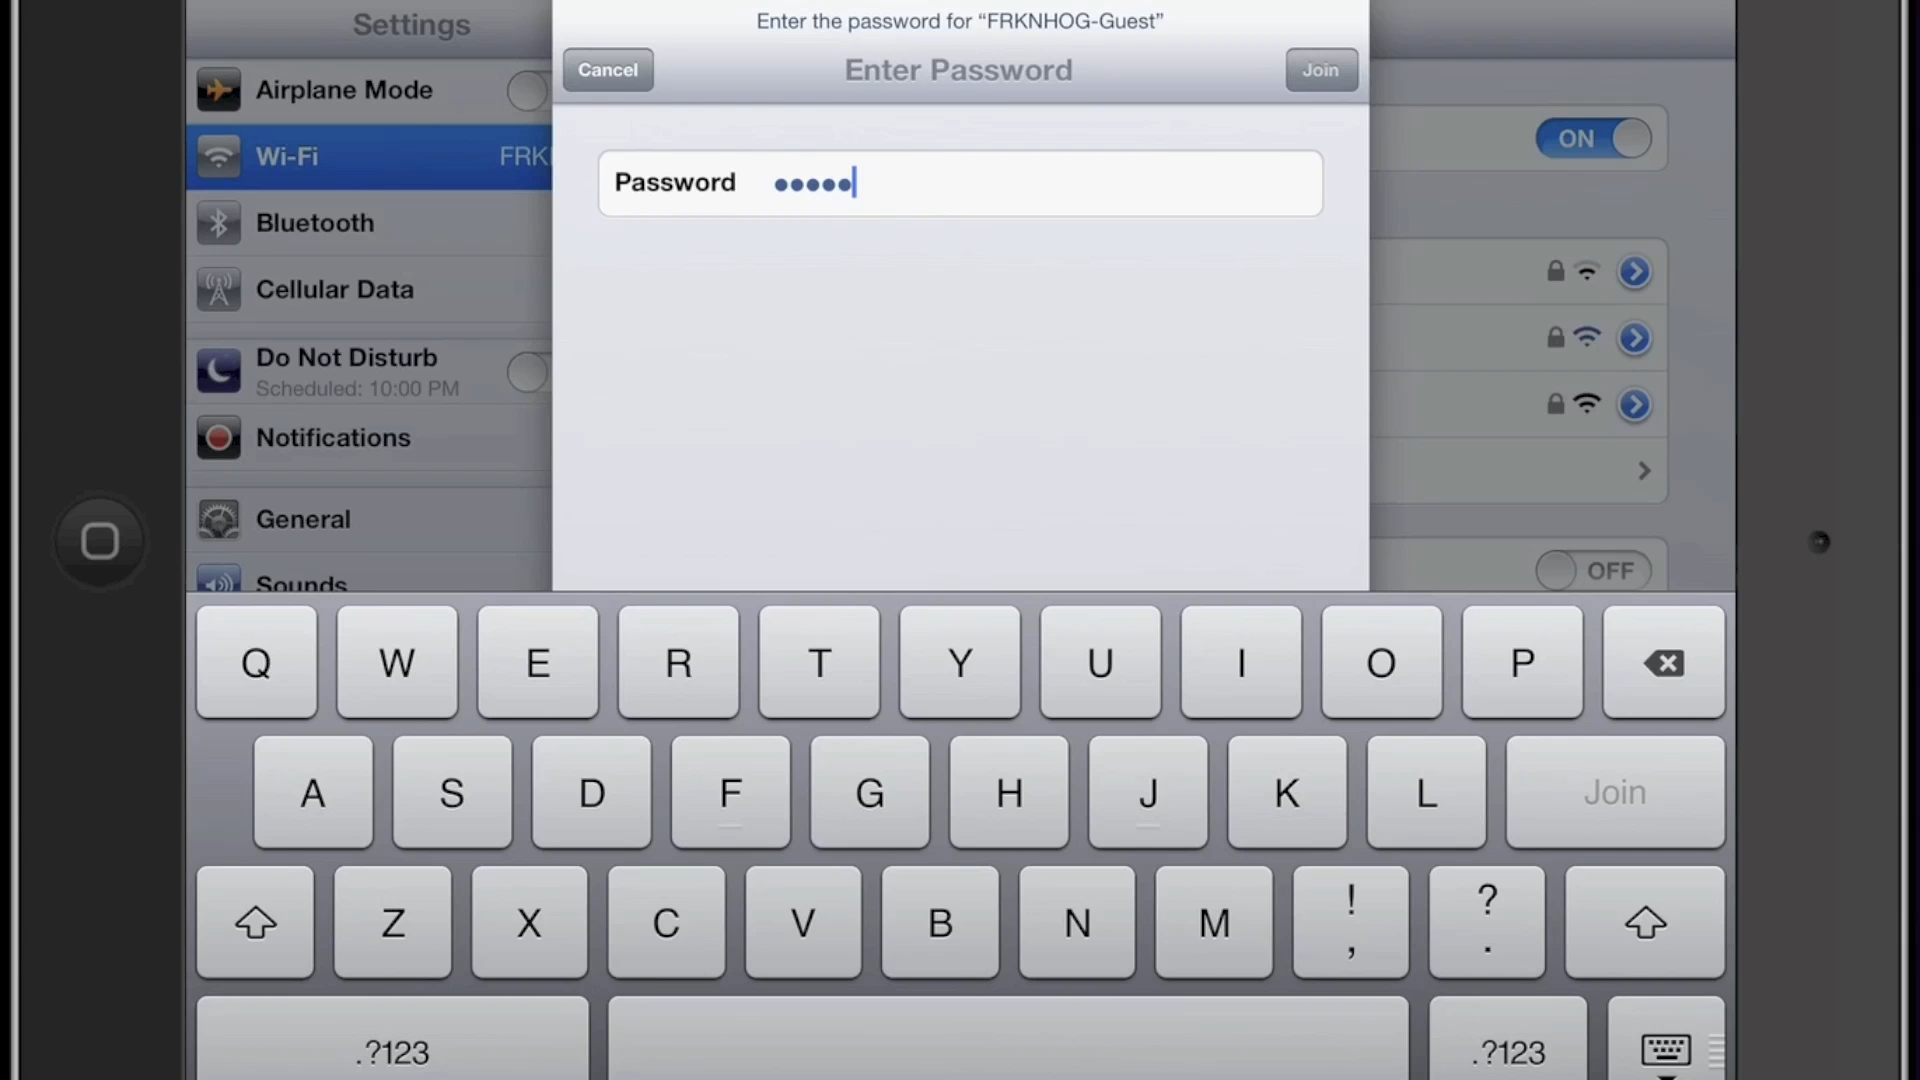 Settings
Airplane Mode
Wi-Fi FRK
Bluetooth
Cellular Data
Do Not Disturb
Scheduled: 10:00 PM
Notifications
General
Sounds
Enter the password for “FRKNHOG-Guest”
Cancel
Enter Password
Join
Password •••••
ON
OFF
Q W E R T Y U I O P
A S D F G H J K L Join
Z X C V B N M ! , ? .
.?123 .?123